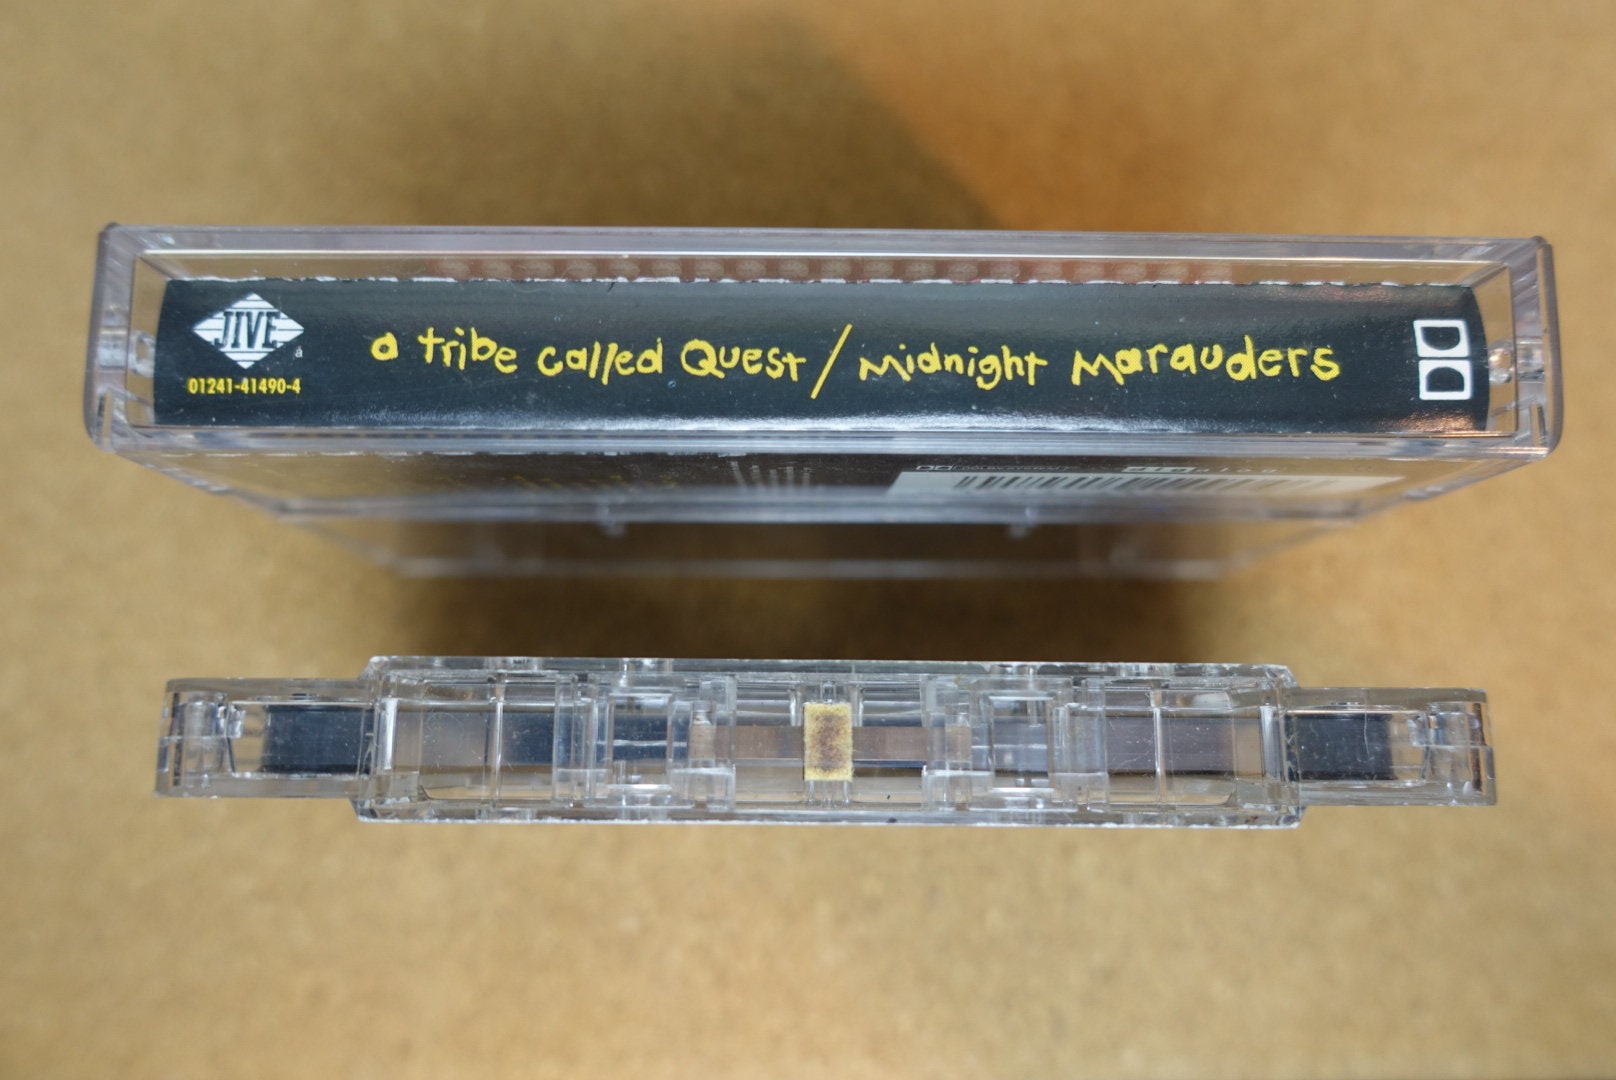 JIVE
01241-41490-4
a tribe called Quest / Midnight Marauders